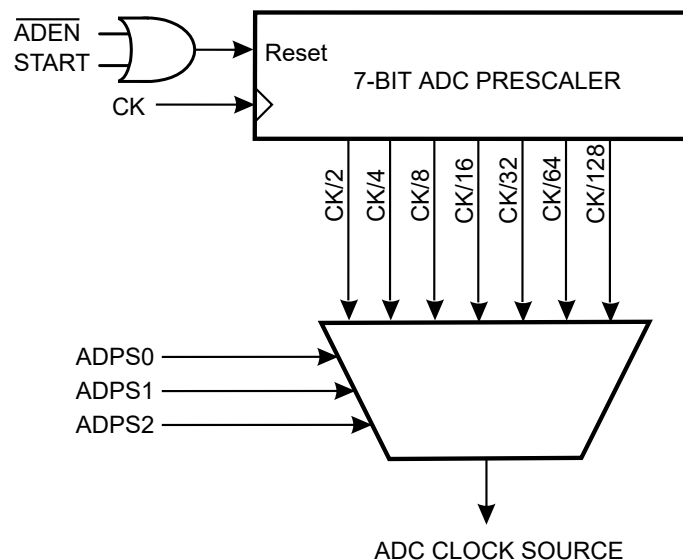 ADEN
START
Reset
7-BIT ADC PRESCALER
CK
CK/2
CK/4
CK/8
CK/16
CK/32
CK/64
CK/128
ADPS0
ADPS1
ADPS2
ADC CLOCK SOURCE